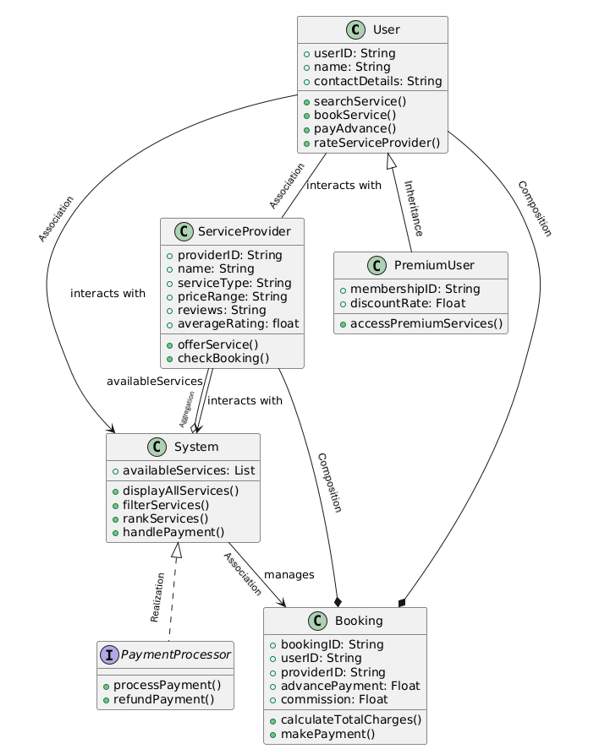 C User
userID: String
name: String
contactDetails: String
searchService()
bookService()
payAdvance()
rateServiceProvider()
Association
Association
interacts with
Inheritance
Composition
C ServiceProvider
providerID: String
name: String
serviceType: String
priceRange: String
reviews: String
averageRating: float
offerService()
checkBooking()
C PremiumUser
membershipID: String
discountRate: Float
accessPremiumServices()
interacts with
availableServices
Aggregation
interacts with
Composition
C System
availableServices: List
displayAllServices()
filterServices()
rankServices()
handlePayment()
Realization
Association
manages
I PaymentProcessor
processPayment()
refundPayment()
C Booking
bookingID: String
userID: String
providerID: String
advancePayment: Float
commission: Float
calculateTotalCharges()
makePayment()